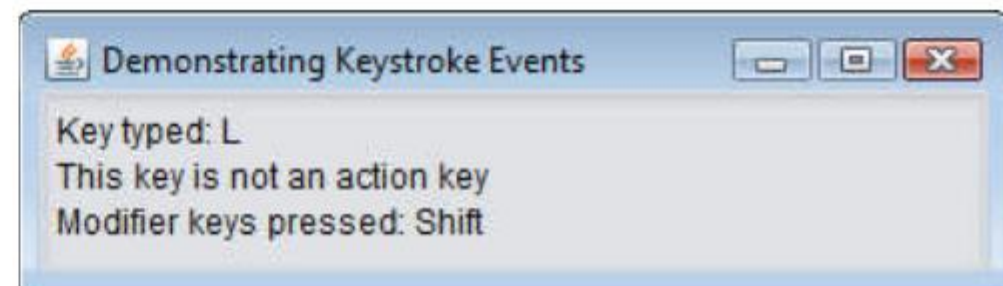 Demonstrating Keystroke Events
Key typed: L
This key is not an action key
Modifier keys pressed: Shift